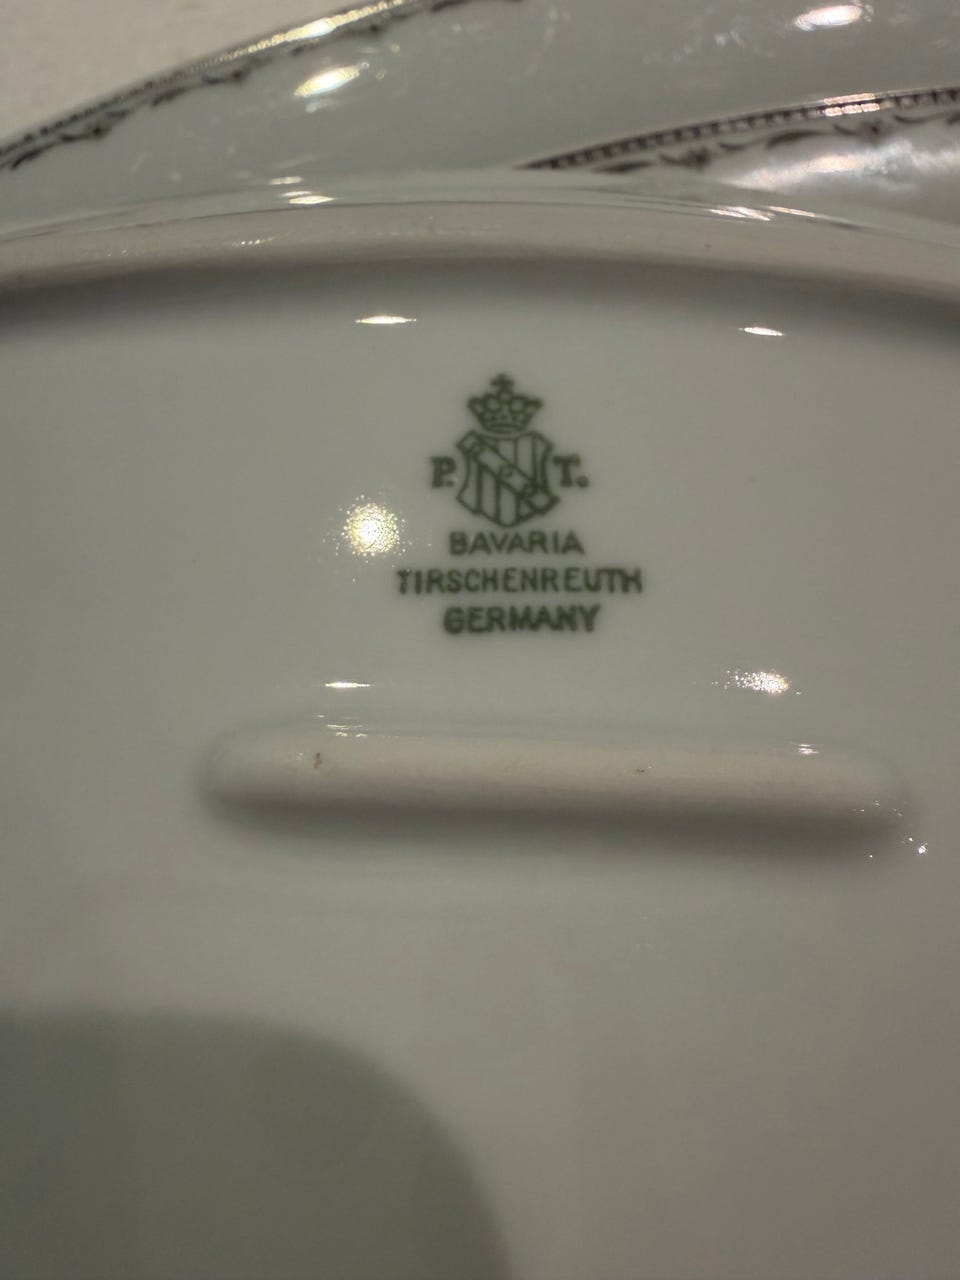 P. T.
BAVARIA
TIRSCHENREUTH
GERMANY